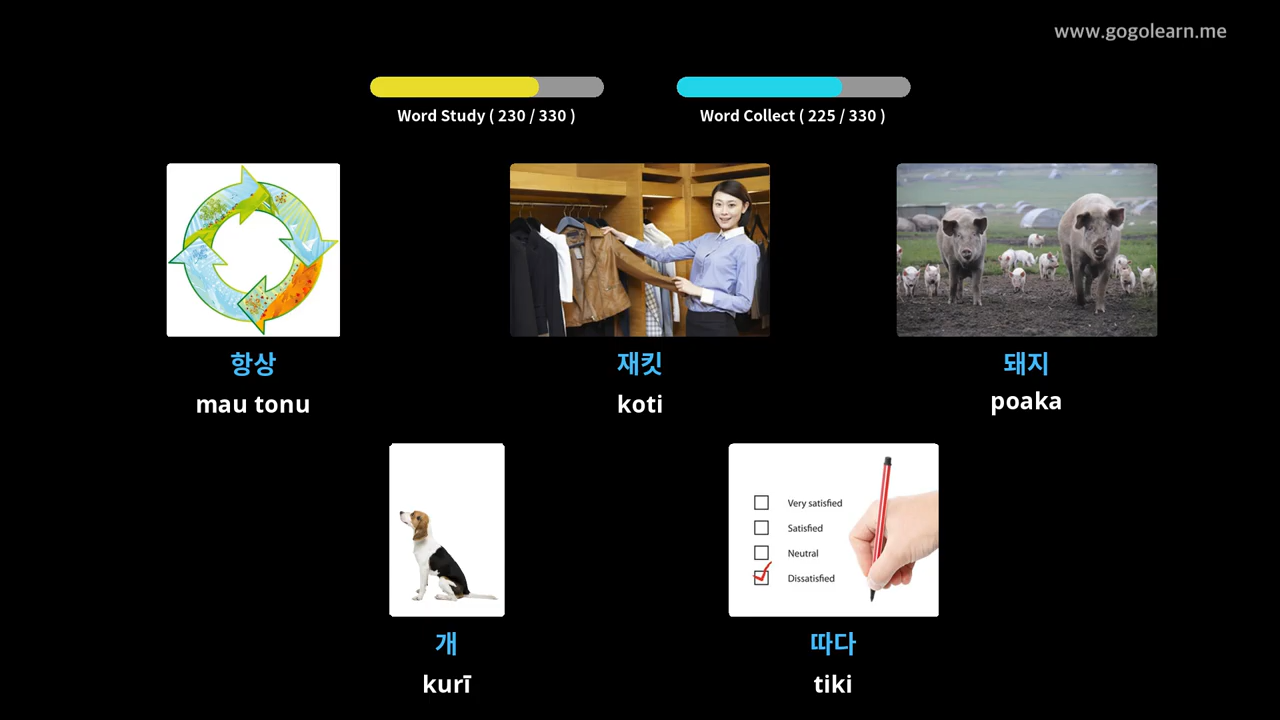 www.gogolearn.me
Word Study ( 230 / 330 )
Word Collect ( 225 / 330 )
항상
mau tonu
재킷
koti
돼지
poaka
Very satisfied
Satisfied
Neutral
Dissatisfied
개
kurī
따다
tiki